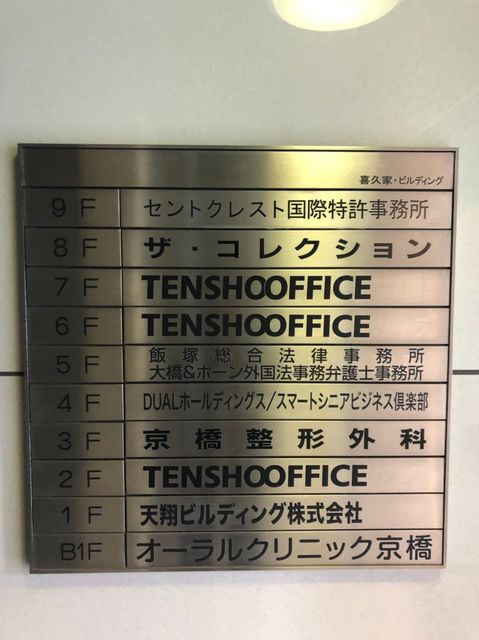 喜久家・ビルディング
9F セントクレスト国際特許事務所
8F ザ・コレクション
7F TENSHOOFFICE
6F TENSHOOFFICE
5F 飯塚総合法律事務所
大橋&ホーン外国法事務弁護士事務所
4F DUALホールディングス/スマートシニアビジネス倶楽部
3F 京橋整形外科
2F TENSHOOFFICE
1F 天翔ビルディング株式会社
B1F オーラルクリニック京橋